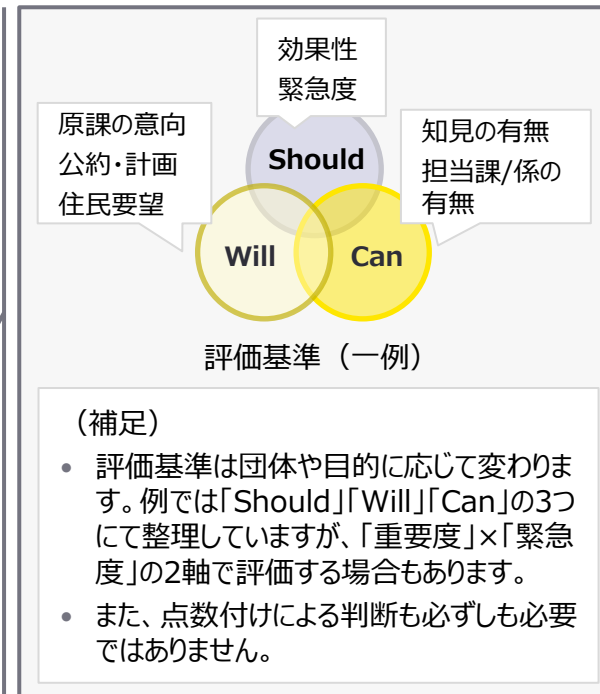 効果性
緊急度
原課の意向
公約・計画
住民要望
知見の有無
担当課/係の
有無
Should
Will
Can
評価基準（一例）
（補足）
• 評価基準は団体や目的に応じて変わりま
す。例では「Should」「Will」「Can」の3つ
にて整理していますが、「重要度」×「緊急
度」の2軸で評価する場合もあります。
• また、点数付けによる判断も必ずしも必要
ではありません。